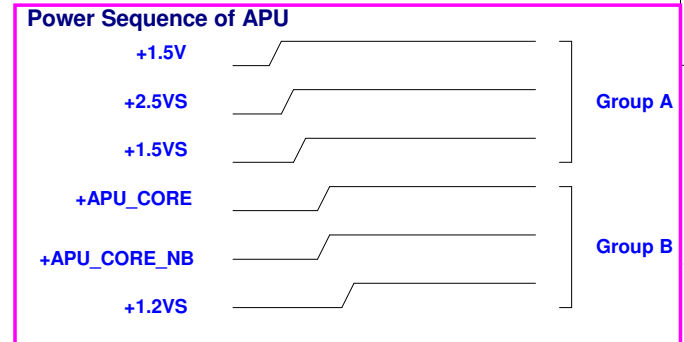 Power Sequence of APU
+1.5V
+2.5VS
Group A
+1.5VS
+APU_CORE
+APU_CORE_NB
Group B
+1.2VS